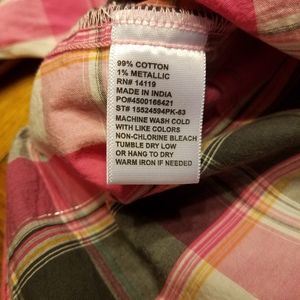 99% COTTON
1% METALLIC
RN# 14119
MADE IN INDIA
PO#4500166421
ST# 15524594PK-63
MACHINE WASH COLD
WITH LIKE COLORS
NON-CHLORINE BLEACH
TUMBLE DRY LOW
OR HANG TO DRY
WARM IRON IF NEEDED